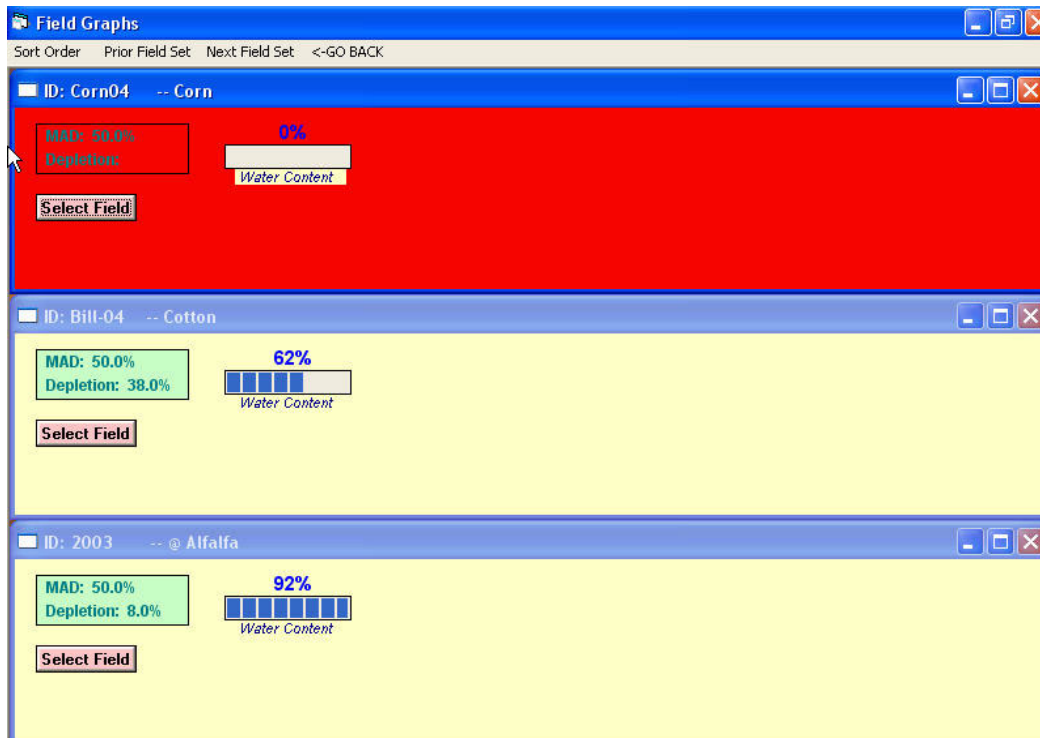 Field Graphs
Sort Order Prior Field Set Next Field Set <-GO BACK
ID: Corn04 -- Corn
MAD: 50.0%
Depletion:
0%
Water Content
Select Field
ID: Bill-04 -- Cotton
MAD: 50.0%
Depletion: 38.0%
62%
Water Content
Select Field
ID: 2003 -- @ Alfalfa
MAD: 50.0%
Depletion: 8.0%
92%
Water Content
Select Field